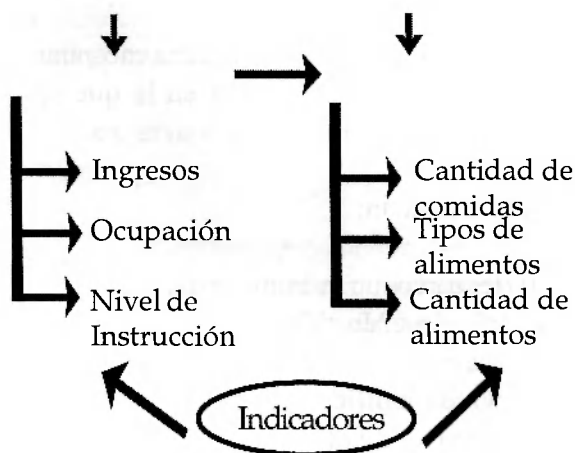 Ingresos
Ocupación
Nivel de
Instrucción
Cantidad de
comidas
Tipos de
alimentos
Cantidad de
alimentos
Indicadores